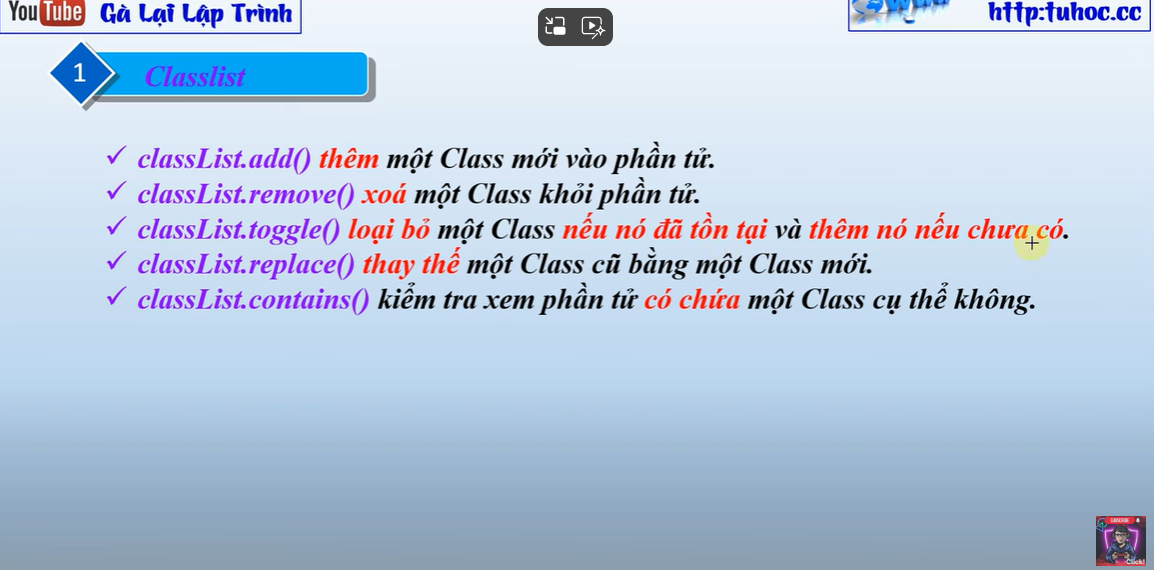 YouTube Gà Lại Lập Trình
http:tuhoc.cc
1 Classlist
✓ classList.add() thêm một Class mới vào phần tử.
✓ classList.remove() xoá một Class khỏi phần tử.
✓ classList.toggle() loại bỏ một Class nếu nó đã tồn tại và thêm nó nếu chưa có.
✓ classList.replace() thay thế một Class cũ bằng một Class mới.
✓ classList.contains() kiểm tra xem phần tử có chứa một Class cụ thể không.
SUBSCRIBE
Click!